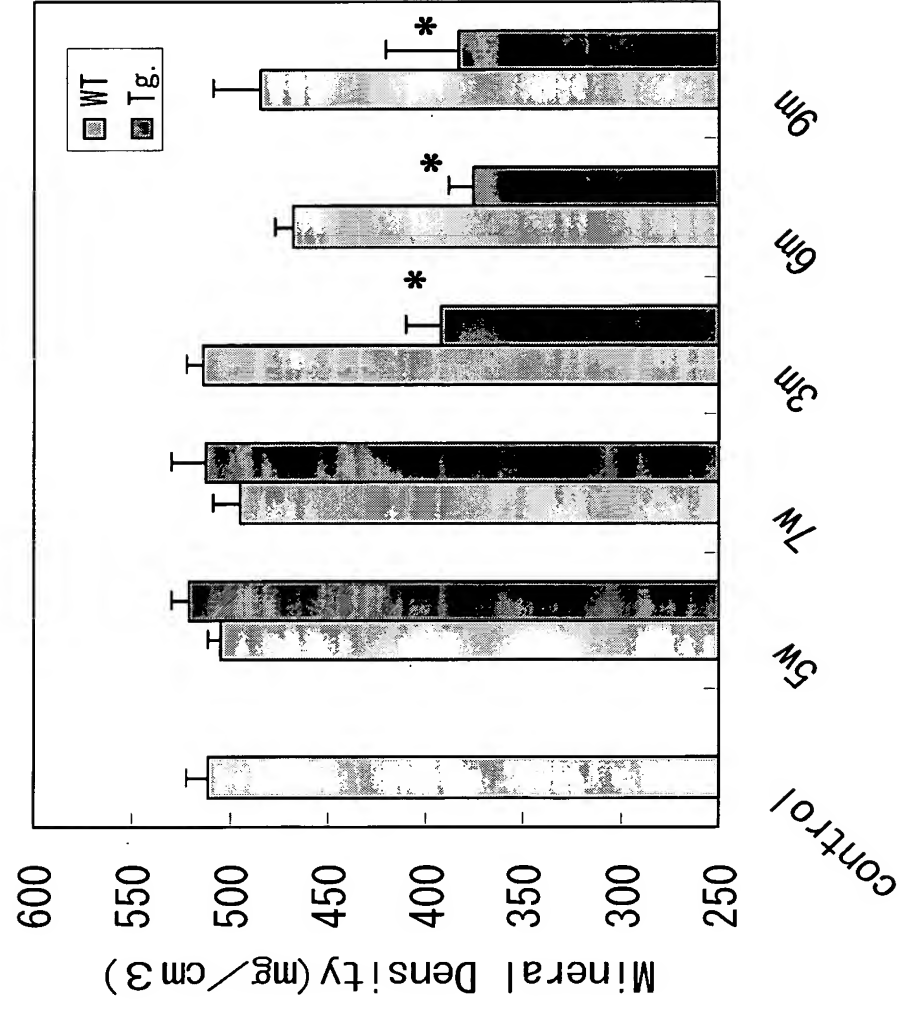 WT
Tg.
*
*
*
600
550
500
450
400
350
300
250
Mineral Density(mg/cm3)
control
5w
7w
3m
6m
9m